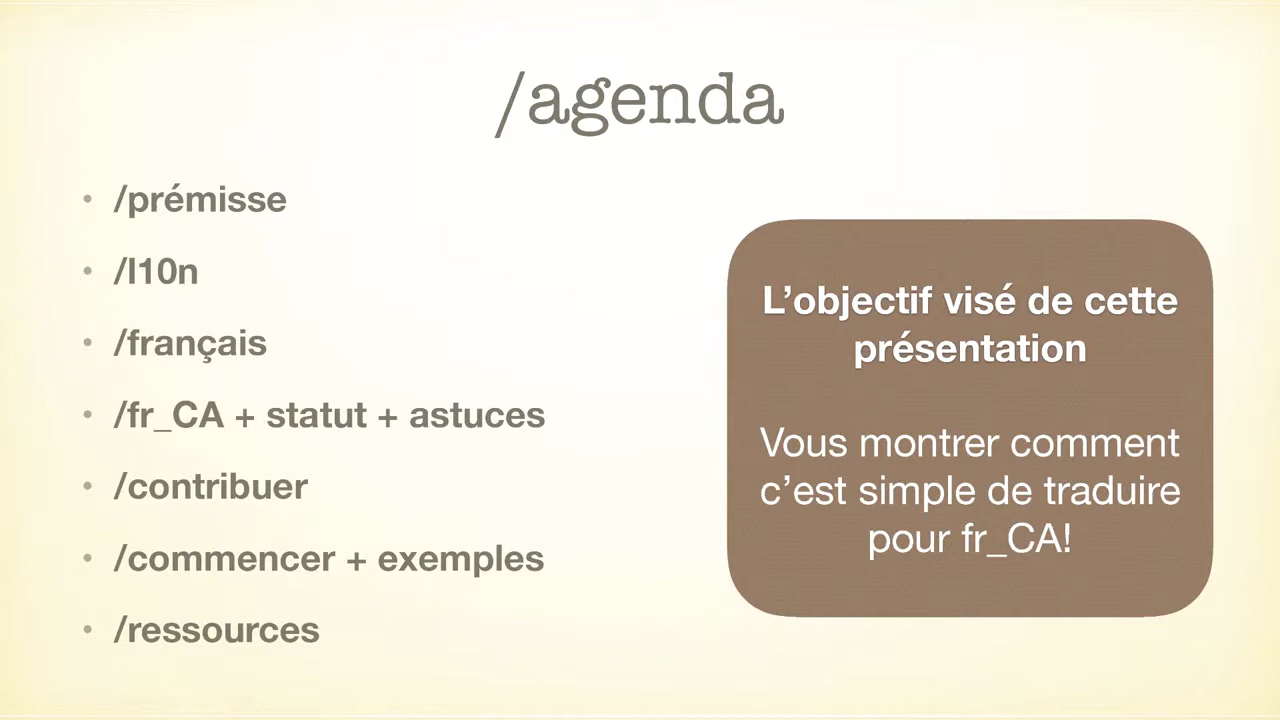 /agenda
• /prémisse
• /l10n
• /français
• /fr_CA + statut + astuces
• /contribuer
• /commencer + exemples
• /ressources
L’objectif visé de cette
présentation
Vous montrer comment
c’est simple de traduire
pour fr_CA!